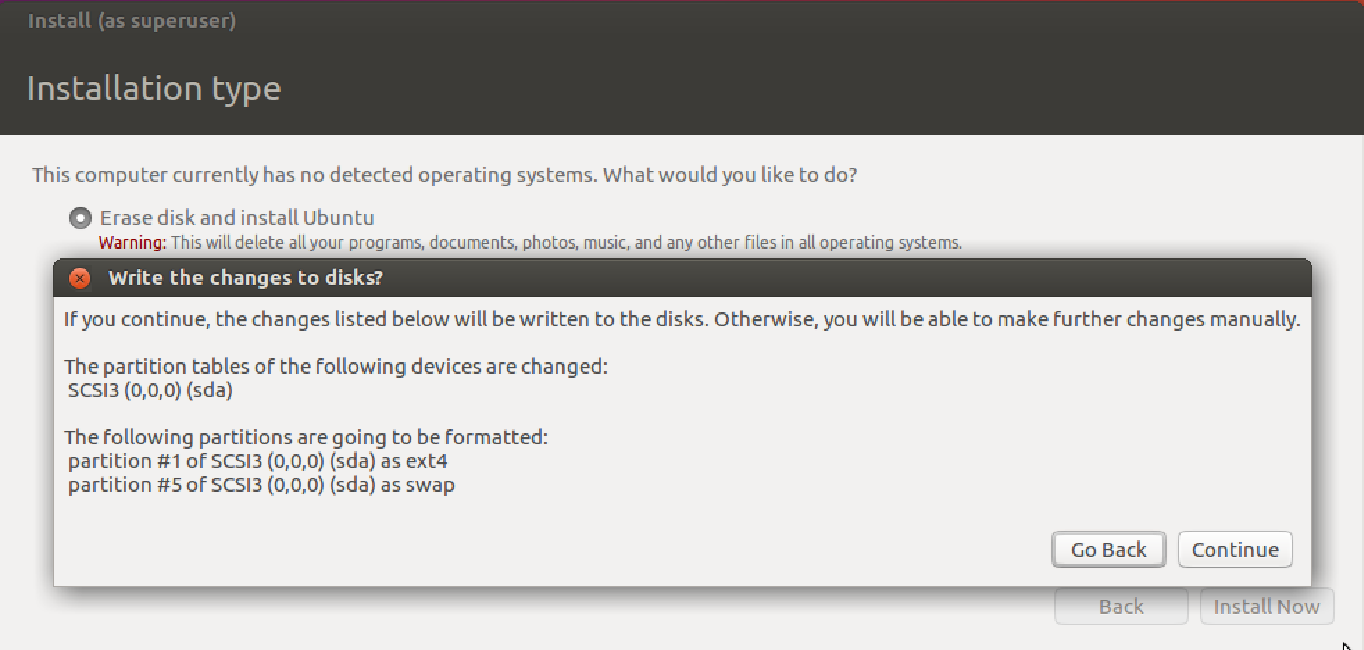 Install (as superuser)
Installation type
This computer currently has no detected operating systems. What would you like to do?
Erase disk and install Ubuntu
Warning: This will delete all your programs, documents, photos, music, and any other files in all operating systems.
Write the changes to disks?
If you continue, the changes listed below will be written to the disks. Otherwise, you will be able to make further changes manually.
The partition tables of the following devices are changed:
SCSI3 (0,0,0) (sda)
The following partitions are going to be formatted:
partition #1 of SCSI3 (0,0,0) (sda) as ext4
partition #5 of SCSI3 (0,0,0) (sda) as swap
Go Back Continue
Back Install Now